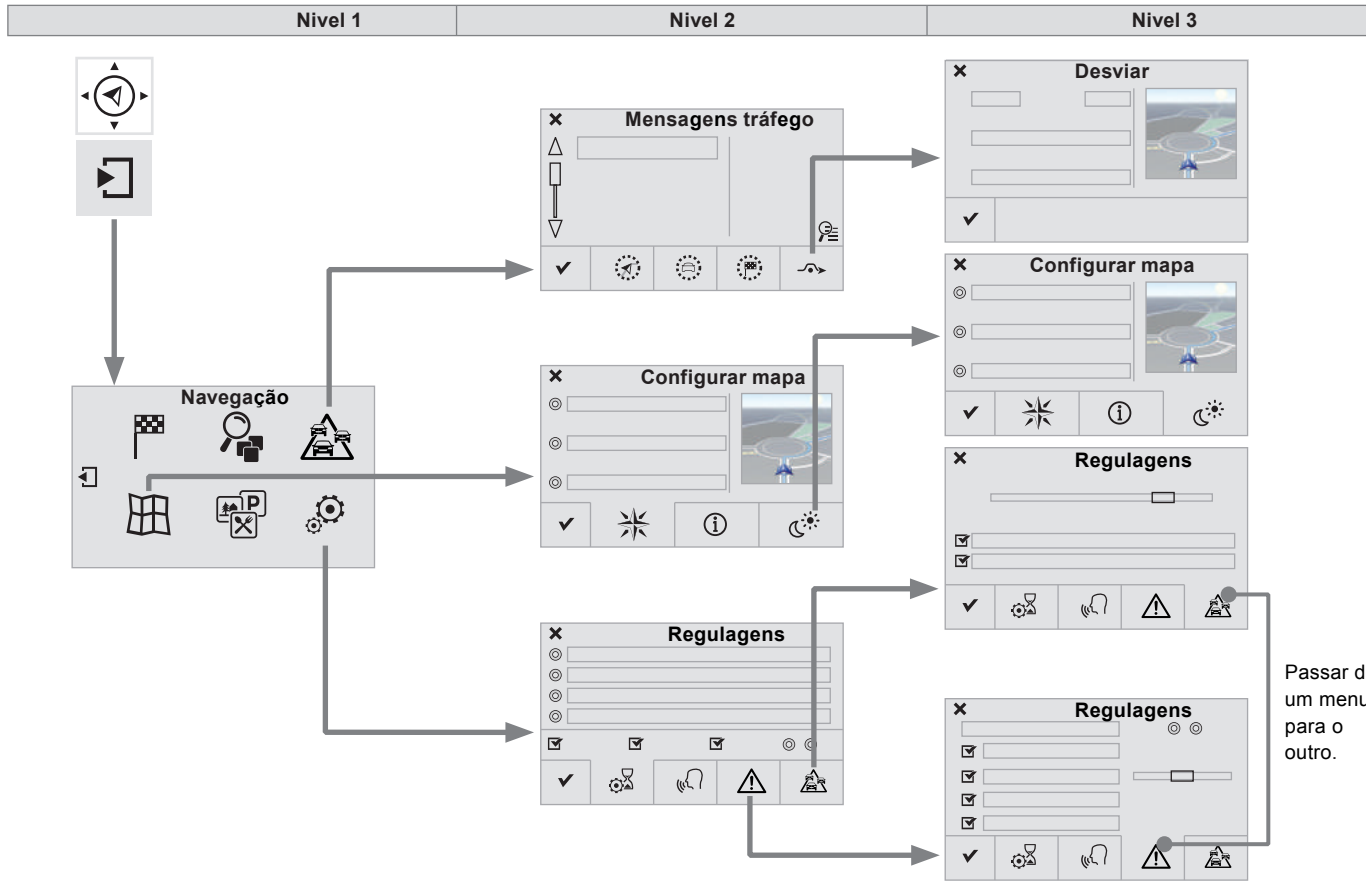 Nivel 1
Nivel 2
Nivel 3
Navegação
Mensagens tráfego
Configurar mapa
Regulagens
Desviar
Configurar mapa
Regulagens
Regulagens
P
Passar d
um menu
para o
outro.